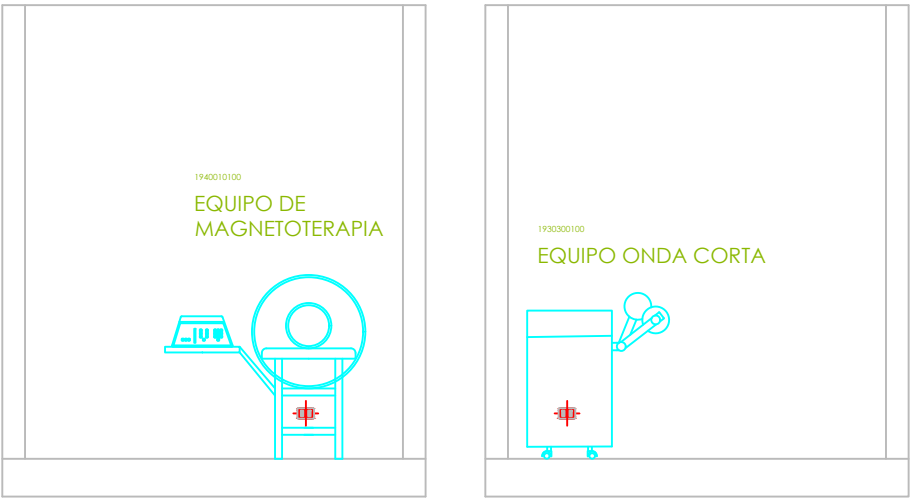 1940010100
EQUIPO DE
MAGNETOTERAPIA
1930300100
EQUIPO ONDA CORTA